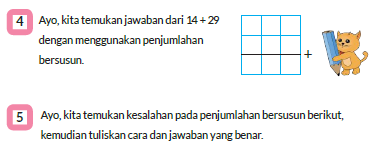 4 Ayo, kita temukan jawaban dari 14 + 29
dengan menggunakan penjumlahan
bersusun.
+
5 Ayo, kita temukan kesalahan pada penjumlahan bersusun berikut,
kemudian tuliskan cara dan jawaban yang benar.